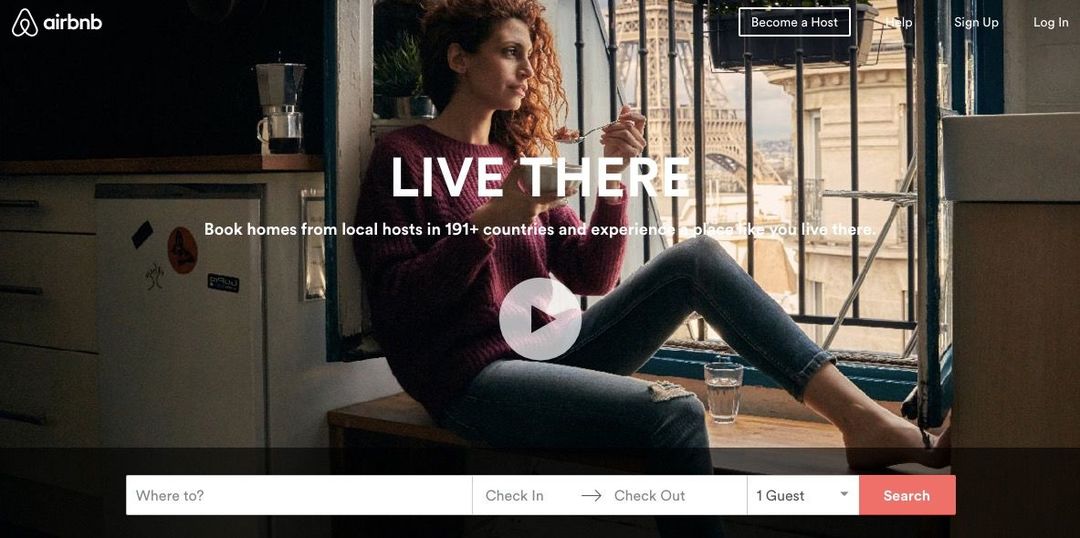 airbnb
Become a Host
Help
Sign Up
Log In
LIVE THERE
Book homes from local hosts in 191+ countries and experience a place like you live there.
Where to?
Check In → Check Out
1 Guest
Search